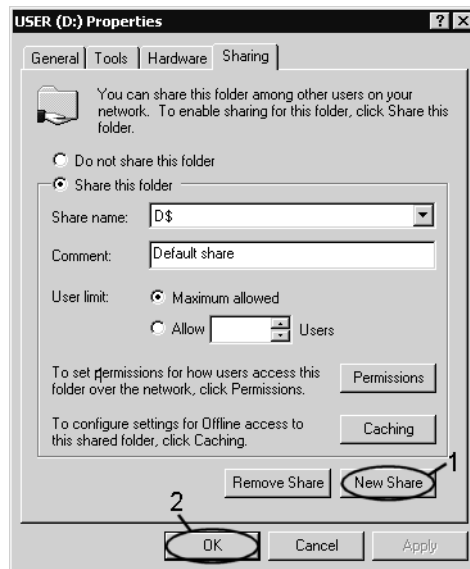 USER (D:) Properties
General Tools Hardware Sharing
You can share this folder among other users on your
network. To enable sharing for this folder, click Share this
folder.
Do not share this folder
Share this folder
Share name: D$
Comment: Default share
User limit: Maximum allowed
Allow Users
To set permissions for how users access this
folder over the network, click Permissions.
Permissions
To configure settings for Offline access to
this shared folder, click Caching.
Caching
1
Remove Share New Share
2
OK Cancel Apply